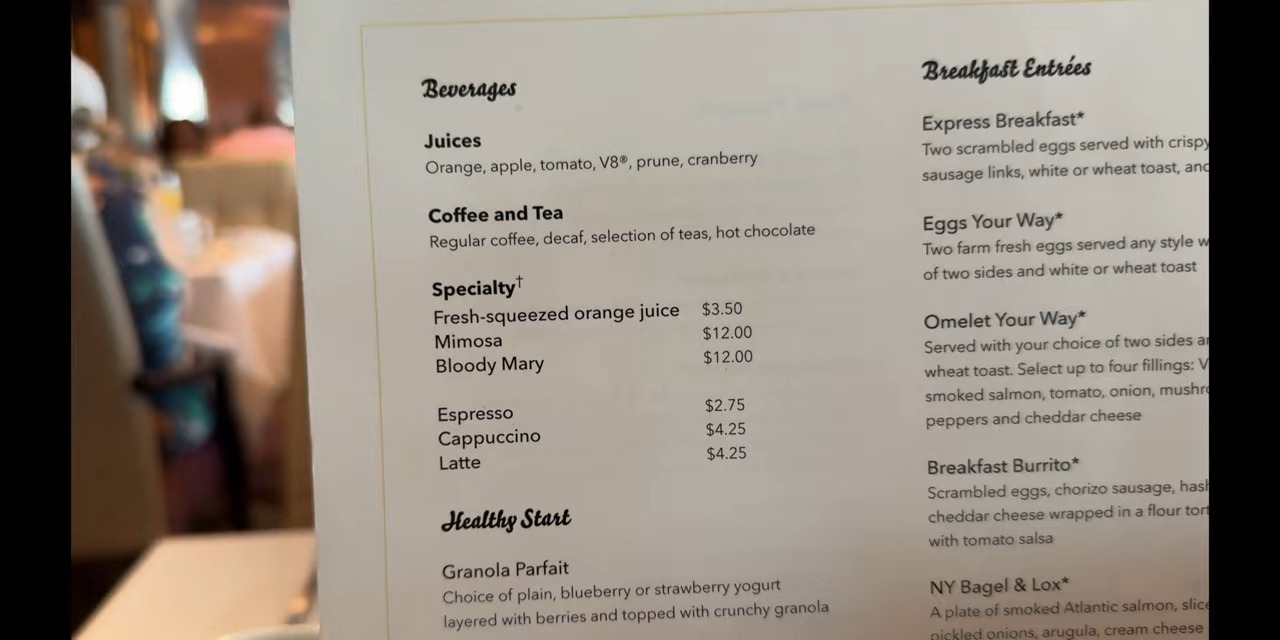 Beverages
Juices
Orange, apple, tomato, V8®, prune, cranberry
Coffee and Tea
Regular coffee, decaf, selection of teas, hot chocolate
Specialty†
Fresh-squeezed orange juice $3.50
Mimosa $12.00
Bloody Mary $12.00
Espresso $2.75
Cappuccino $4.25
Latte $4.25
Healthy Start
Granola Parfait
Choice of plain, blueberry or strawberry yogurt
layered with berries and topped with crunchy granola
Breakfast Entrées
Express Breakfast*
Two scrambled eggs served with crispy
sausage links, white or wheat toast, and
Eggs Your Way*
Two farm fresh eggs served any style
of two sides and white or wheat toast
Omelet Your Way*
Served with your choice of two sides
wheat toast. Select up to four fillings:
smoked salmon, tomato, onion,
peppers and cheddar cheese
Breakfast Burrito*
Scrambled eggs, chorizo sausage,
cheddar cheese wrapped in a flour
with tomato salsa
NY Bagel & Lox*
A plate of smoked Atlantic salmon,
pickled onions, arugula, cream cheese